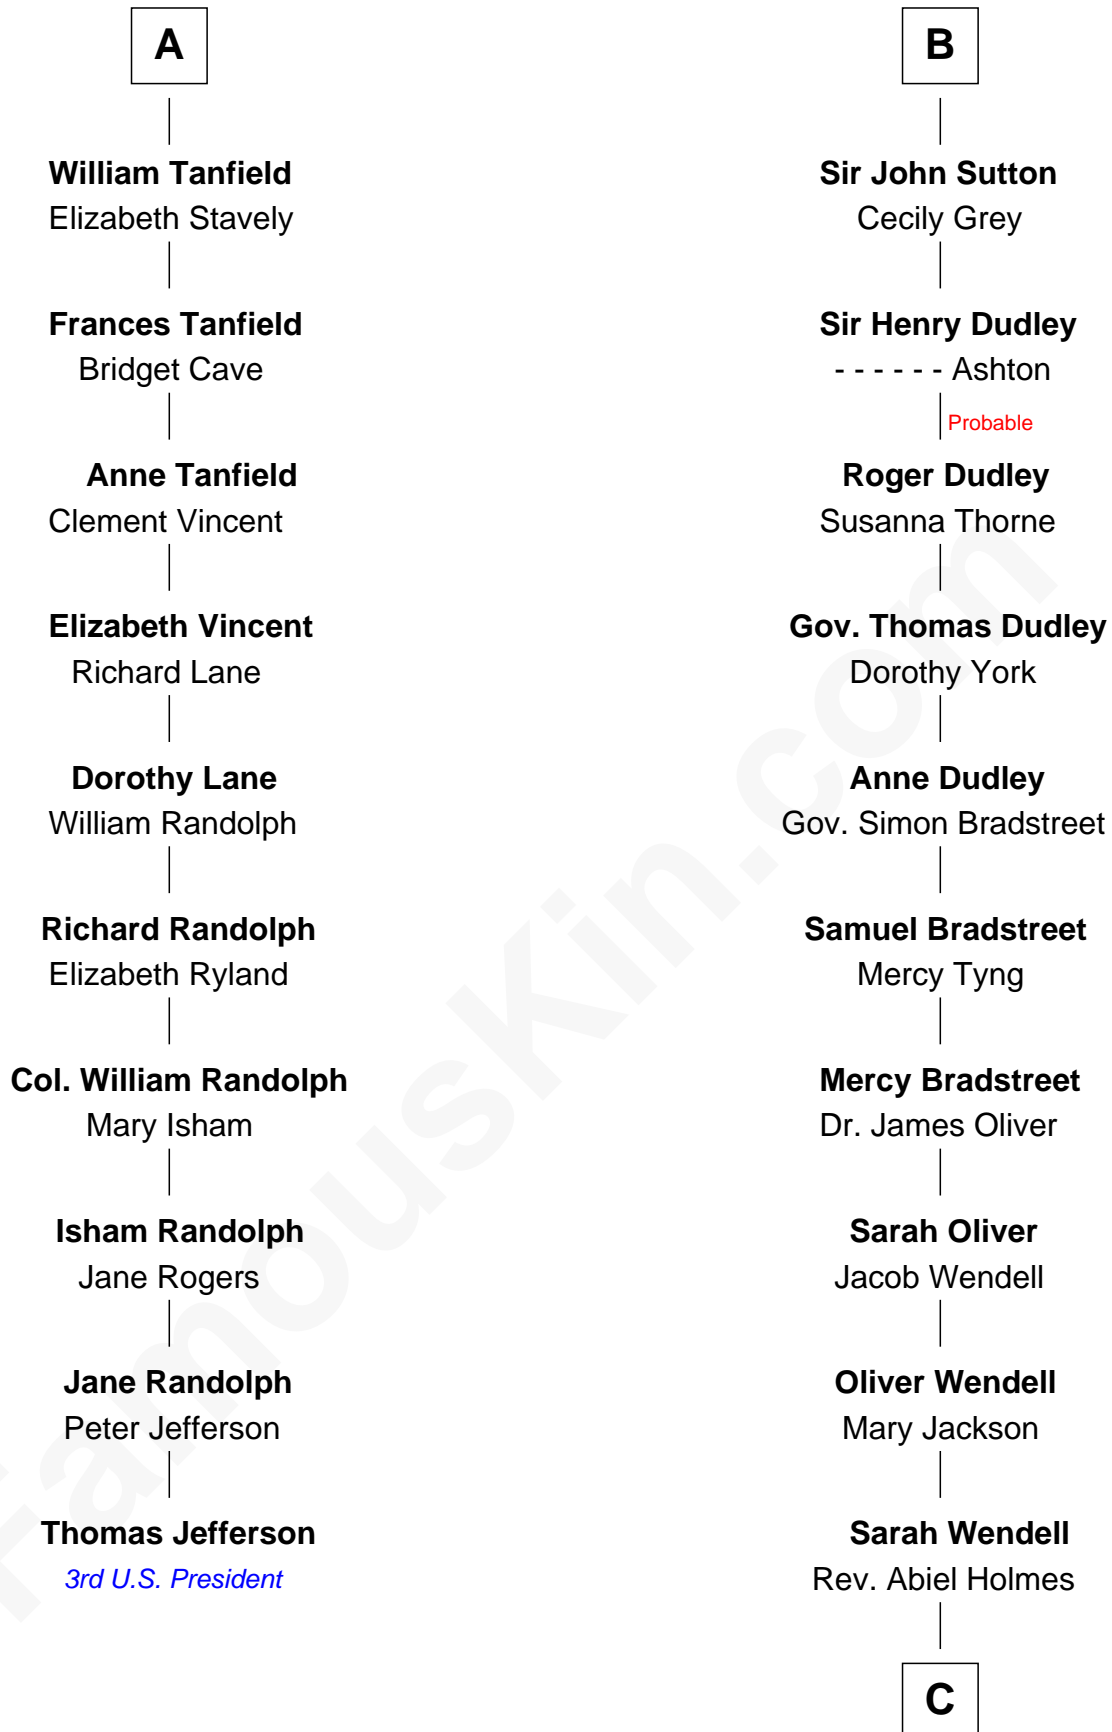 A
William Tanfield
Elizabeth Stavely
Frances Tanfield
Bridget Cave
Anne Tanfield
Clement Vincent
Elizabeth Vincent
Richard Lane
Dorothy Lane
William Randolph
Richard Randolph
Elizabeth Ryland
Col. William Randolph
Mary Isham
Isham Randolph
Jane Rogers
Jane Randolph
Peter Jefferson
Thomas Jefferson
3rd U.S. President
B
Sir John Sutton
Cecily Grey
Sir Henry Dudley
- - - - - - Ashton
Probable
Roger Dudley
Susanna Thorne
Gov. Thomas Dudley
Dorothy York
Anne Dudley
Gov. Simon Bradstreet
Samuel Bradstreet
Mercy Tyng
Mercy Bradstreet
Dr. James Oliver
Sarah Oliver
Jacob Wendell
Oliver Wendell
Mary Jackson
Sarah Wendell
Rev. Abiel Holmes
C
FamousKin.com